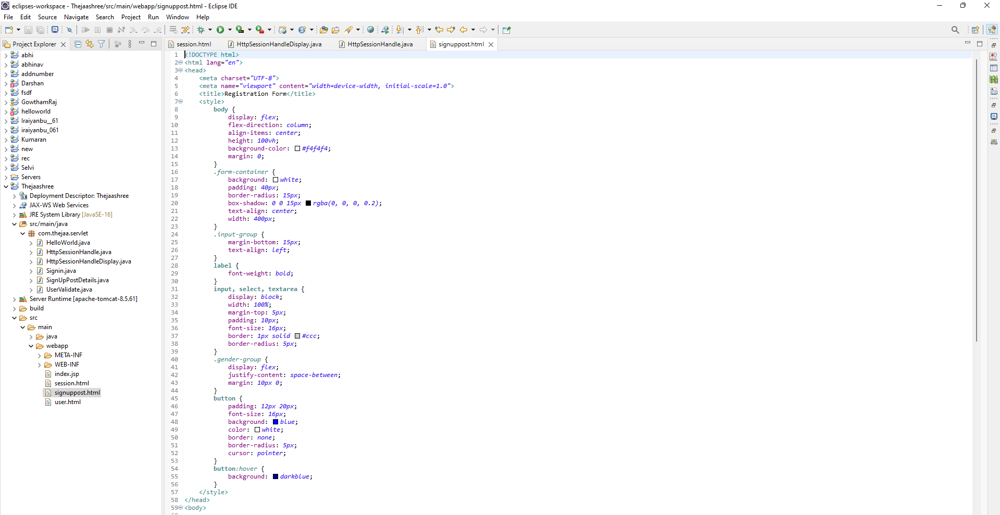 eclipses-workspace - Thejaashree/src/main/webapp/signuppost.html - Eclipse IDE
File Edit Source Navigate Search Project Run Window Help
Project Explorer
abhi
abhinav
addnumber
Darshan
fsdf
GowthamRaj
helloworld
Iraiyanbu__61
iraiyanbu_061
Kumaran
new
rec
Selvi
Servers
Thejaashree
Deployment Descriptor: Thejaashree
JAX-WS Web Services
JRE System Library [JavaSE-16]
src/main/java
com.thejaa.servlet
HelloWorld.java
HttpSessionHandle.java
HttpSessionHandleDisplay.java
Signin.java
SignUpPostDetails.java
UserValidate.java
Server Runtime [apache-tomcat-8.5.61]
build
src
main
java
webapp
META-INF
WEB-INF
index.jsp
session.html
signuppost.html
user.html
session.html HttpSessionHandleDisplay.java HttpSessionHandle.java signuppost.html
1 <!DOCTYPE html>
2 <html lang="en">
3 <head>
4     <meta charset="UTF-8">
5     <meta name="viewport" content="width=device-width, initial-scale=1.0">
6     <title>Registration Form</title>
7     <style>
8         body {
9             display: flex;
10             flex-direction: column;
11             align-items: center;
12             height: 100vh;
13             background-color: #f4f4f4;
14             margin: 0;
15         }
16         .form-container {
17             background: white;
18             padding: 40px;
19             border-radius: 15px;
20             box-shadow: 0 0 15px rgba(0, 0, 0, 0.2);
21             text-align: center;
22             width: 400px;
23         }
24         .input-group {
25             margin-bottom: 15px;
26             text-align: left;
27         }
28         label {
29             font-weight: bold;
30         }
31         input, select, textarea {
32             display: block;
33             width: 100%;
34             margin-top: 5px;
35             padding: 10px;
36             font-size: 16px;
37             border: 1px solid #ccc;
38             border-radius: 5px;
39         }
40         .gender-group {
41             display: flex;
42             justify-content: space-between;
43             margin: 10px 0;
44         }
45         button {
46             padding: 12px 20px;
47             font-size: 16px;
48             background: blue;
49             color: white;
50             border: none;
51             border-radius: 5px;
52             cursor: pointer;
53         }
54         button:hover {
55             background: darkblue;
56         }
57     </style>
58 </head>
59 <body>